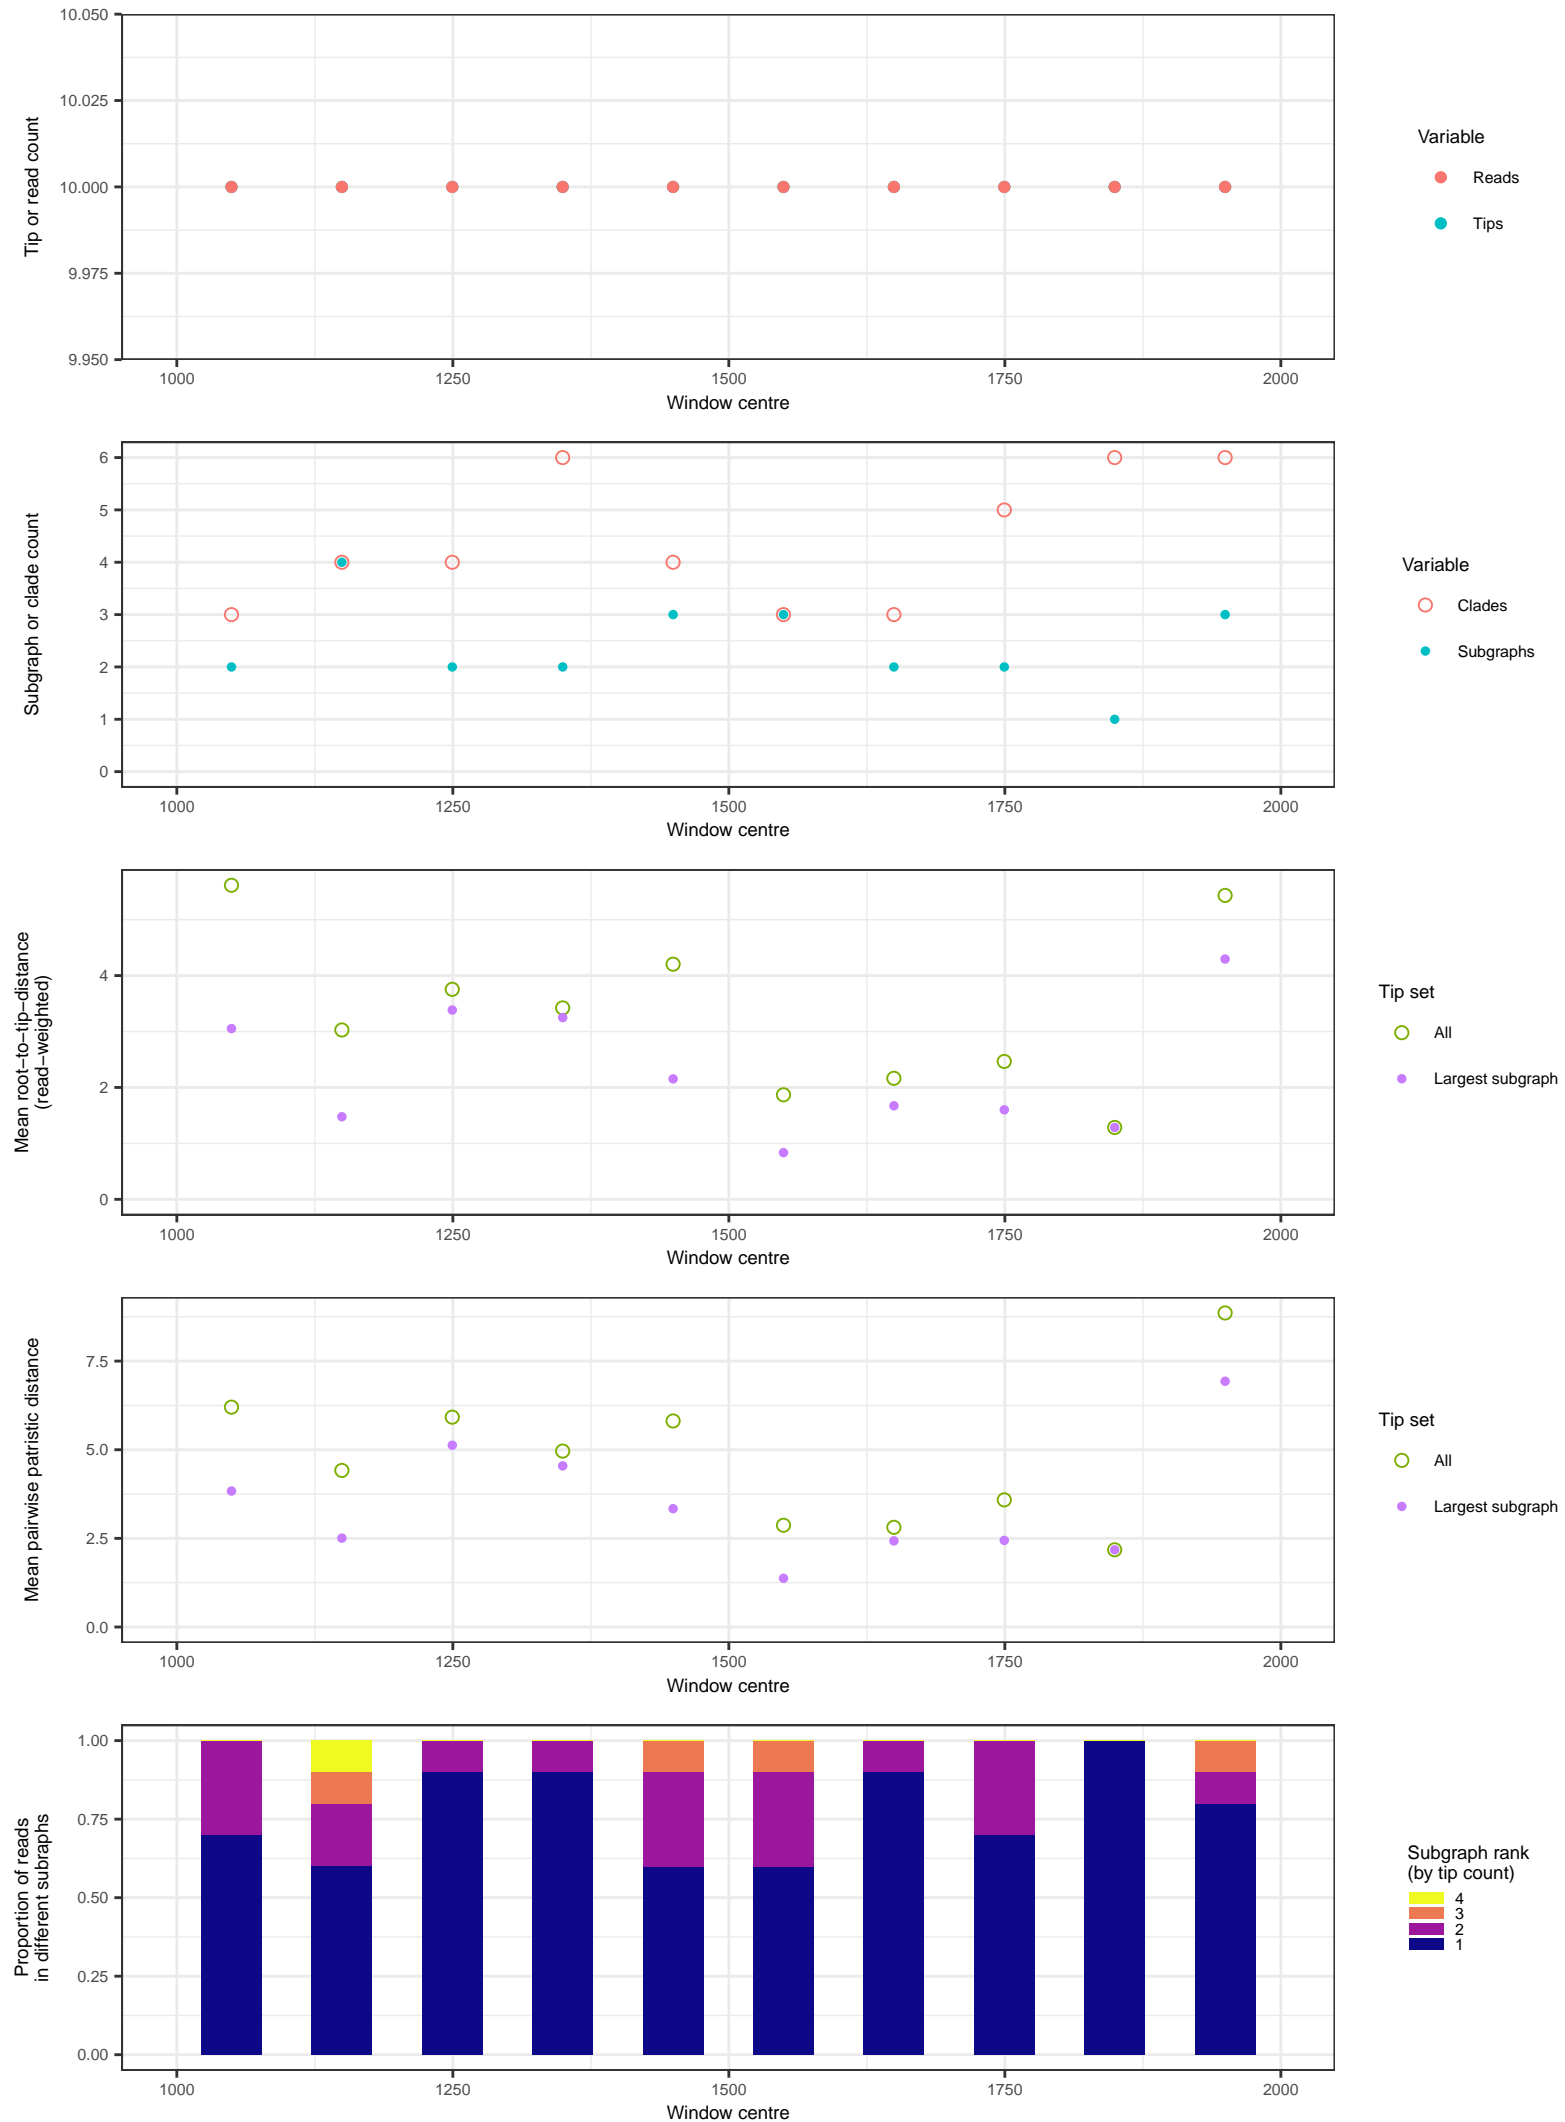 10.050
10.025
10.000
9.975
9.950
Tip or read count
1000 1250 1500 1750 2000
Window centre
Variable
Reads
Tips
6
5
4
3
2
1
0
Subgraph or clade count
1000 1250 1500 1750 2000
Window centre
Variable
Clades
Subgraphs
4
2
0
Mean root−to−tip−distance
(read−weighted)
1000 1250 1500 1750 2000
Window centre
Tip set
All
Largest subgraph
7.5
5.0
2.5
0.0
Mean pairwise patristic distance
1000 1250 1500 1750 2000
Window centre
Tip set
All
Largest subgraph
1.00
0.75
0.50
0.25
0.00
Proportion of reads
in different subraphs
1000 1250 1500 1750 2000
Window centre
Subgraph rank
(by tip count)
4
3
2
1